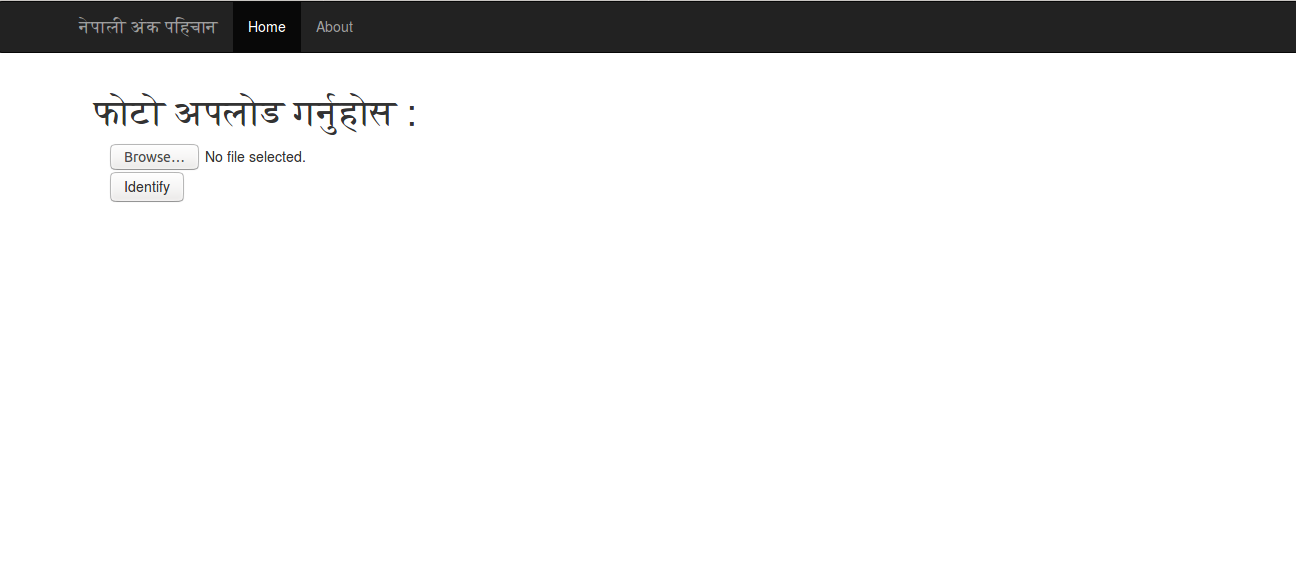 नेपाली अंक पहिचान Home About
फोटो अपलोड गर्नुहोस :
Browse... No file selected.
Identify